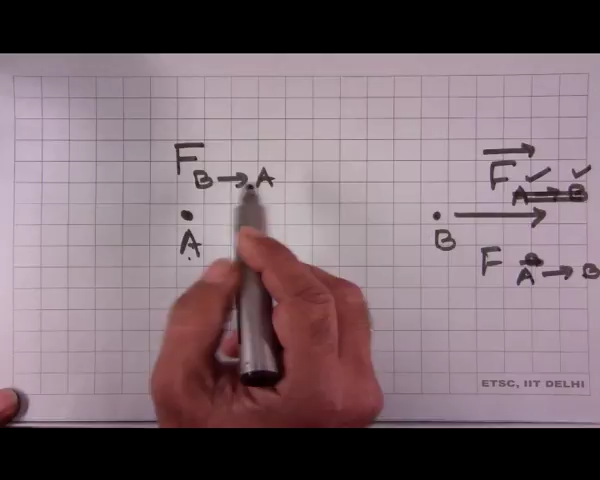 F B → A
A
F A → B
B
F A → B
ETSC, IIT DELHI